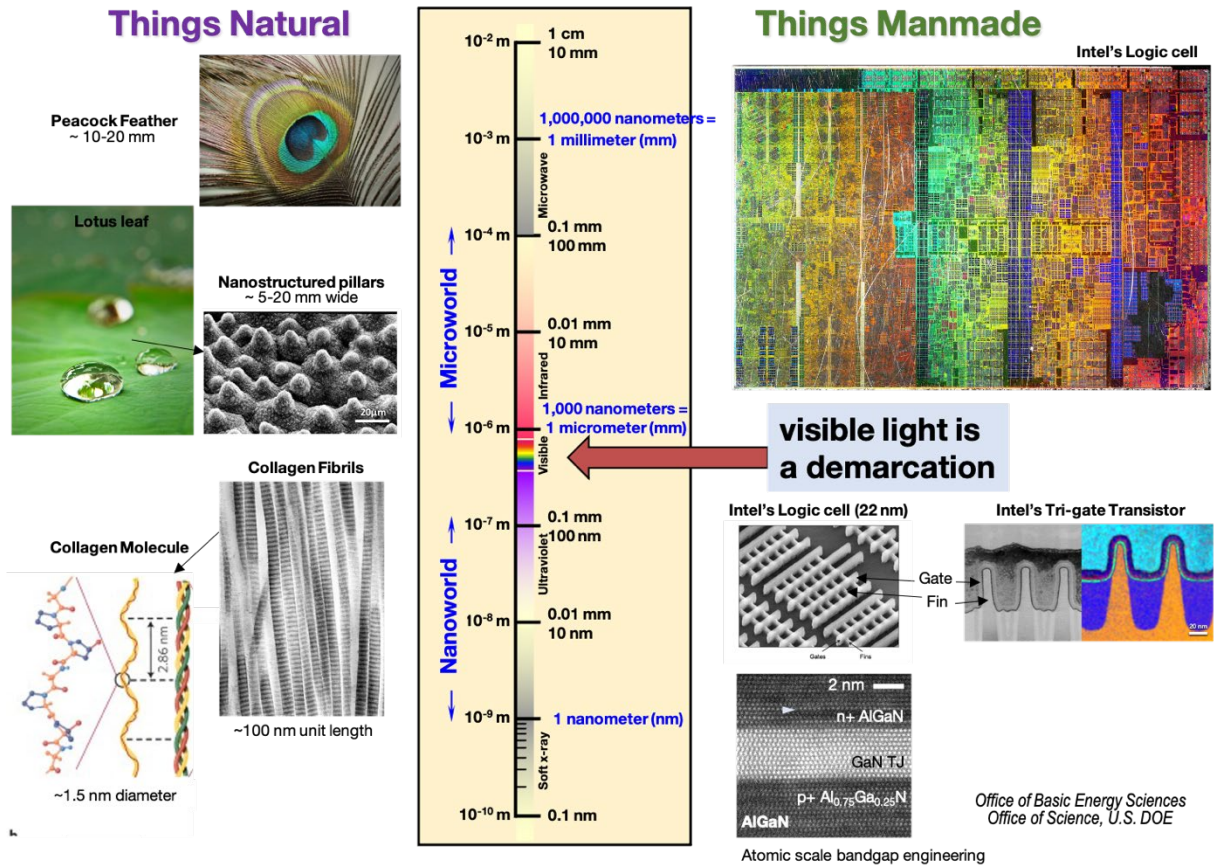 Things Natural
Peacock Feather
~ 10-20 mm
Lotus leaf
Nanostructured pillars
~ 5-20 mm wide
20μm
Collagen Fibrils
~100 nm unit length
Collagen Molecule
2.86 nm
~1.5 nm diameter
10⁻² m
1 cm
10 mm
1,000,000 nanometers =
10⁻³ m
1 millimeter (mm)
Microwave
10⁻⁴ m
0.1 mm
100 mm
Microworld
10⁻⁵ m
0.01 mm
10 mm
Infrared
1,000 nanometers =
10⁻⁶ m
1 micrometer (mm)
Visible
10⁻⁷ m
0.1 mm
100 nm
Nanoworld
Ultraviolet
10⁻⁸ m
0.01 mm
10 nm
10⁻⁹ m
1 nanometer (nm)
Soft x-ray
10⁻¹⁰ m
0.1 nm
Things Manmade
Intel's Logic cell
visible light is
a demarcation
Intel's Logic cell (22 nm)
Gates
Fins
Gate
Fin
Intel's Tri-gate Transistor
20 nm
2 nm
n+ AlGaN
GaN TJ
p+ Al₀.₇₅Ga₀.₂₅N
AlGaN
Atomic scale bandgap engineering
Office of Basic Energy Sciences
Office of Science, U.S. DOE